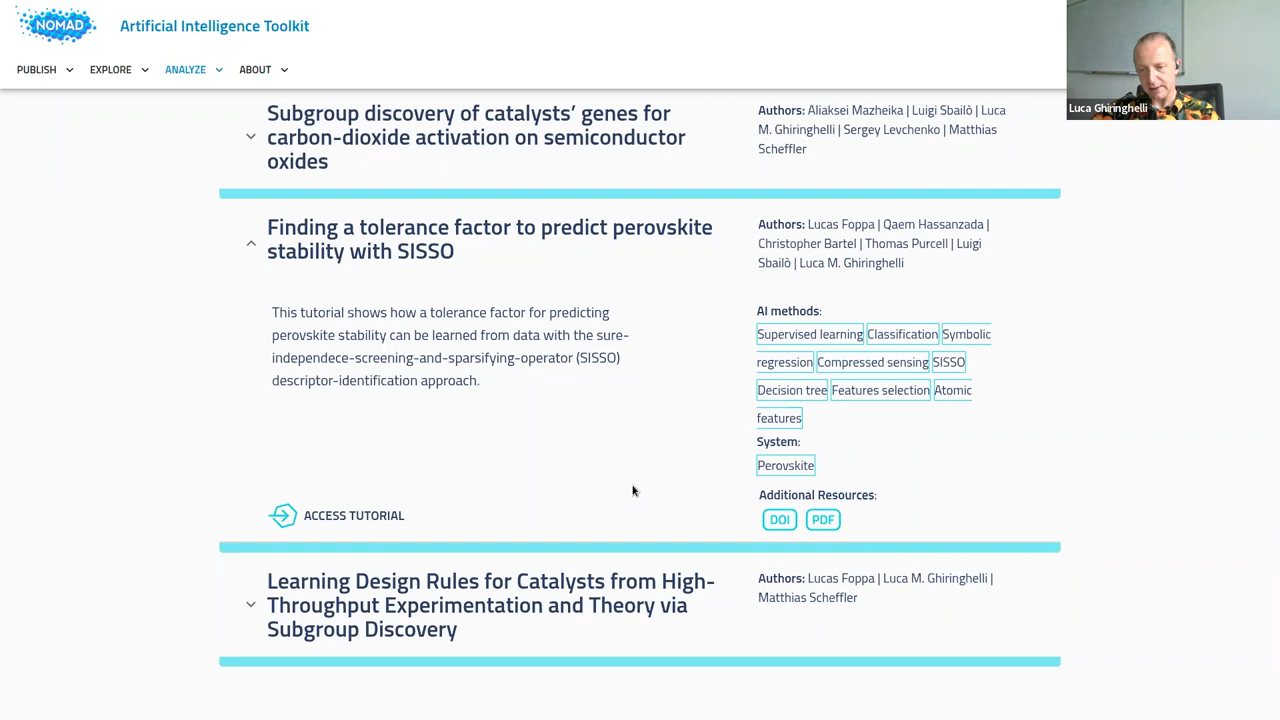 NOMAD
Artificial Intelligence Toolkit
PUBLISH EXPLORE ANALYZE ABOUT
Luca Ghiringhelli
Subgroup discovery of catalysts’ genes for
carbon-dioxide activation on semiconductor
oxides
Authors: Aliaksei Mazheika | Luigi Sbailò | Luca
M. Ghiringhelli | Sergey Levchenko | Matthias
Scheffler
Finding a tolerance factor to predict perovskite
stability with SISSO
Authors: Lucas Foppa | Qaem Hassanzada |
Christopher Bartel | Thomas Purcell | Luigi
Sbailò | Luca M. Ghiringhelli
This tutorial shows how a tolerance factor for predicting
perovskite stability can be learned from data with the sure-
independece-screening-and-sparsifying-operator (SISSO)
descriptor-identification approach.
AI methods:
Supervised learning Classification Symbolic
regression Compressed sensing SISSO
Decision tree Features selection Atomic
features
System:
Perovskite
Additional Resources:
DOI PDF
ACCESS TUTORIAL
Learning Design Rules for Catalysts from High-
Throughput Experimentation and Theory via
Subgroup Discovery
Authors: Lucas Foppa | Luca M. Ghiringhelli |
Matthias Scheffler